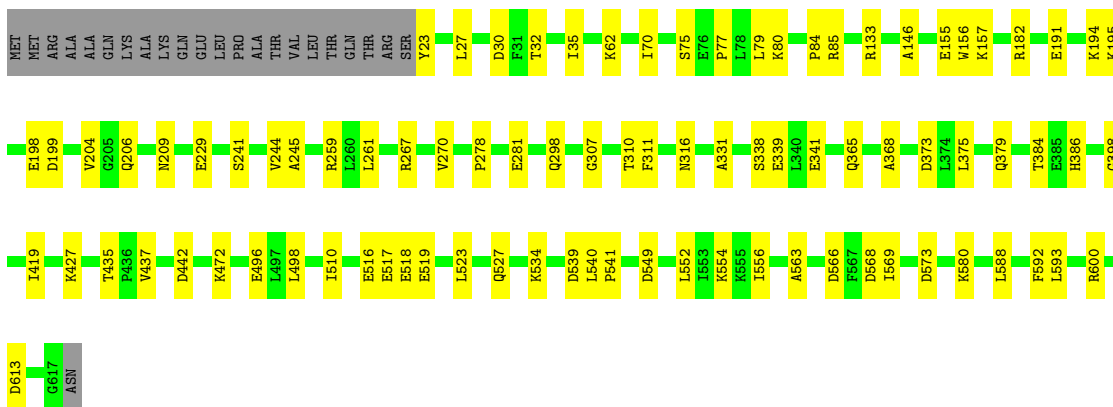 MET MET ARG ALA ALA GLN LYS ALA LYS GLN GLU LEU PRO ALA THR VAL LEU THR GLN THR ARG SER Y23 L27 D30 F31 T32 I35 K62 I70 S75 E76 P77 L78 L79 K80 P84 R85 R133 A146 E155 W156 K157 R182 E191 K194
E198 D199 V204 G205 Q206 N209 E229 S241 V244 A245 R259 L260 L261 R267 V270 P278 E281 Q298 G307 T310 F311 N316 A331 S338 E339 L340 E341 Q365 A368 D373 L374 L375 Q379 T384 E385 H386
I419 K427 T435 P436 V437 D442 K472 E496 L497 L498 I510 E516 E517 E518 E519 L523 Q527 K534 D539 L540 P541 D549 L552 I553 K554 K555 I556 A563 D566 F567 D568 I569 D573 K580 L588 F592 L593 R600
D613 G617 ASN